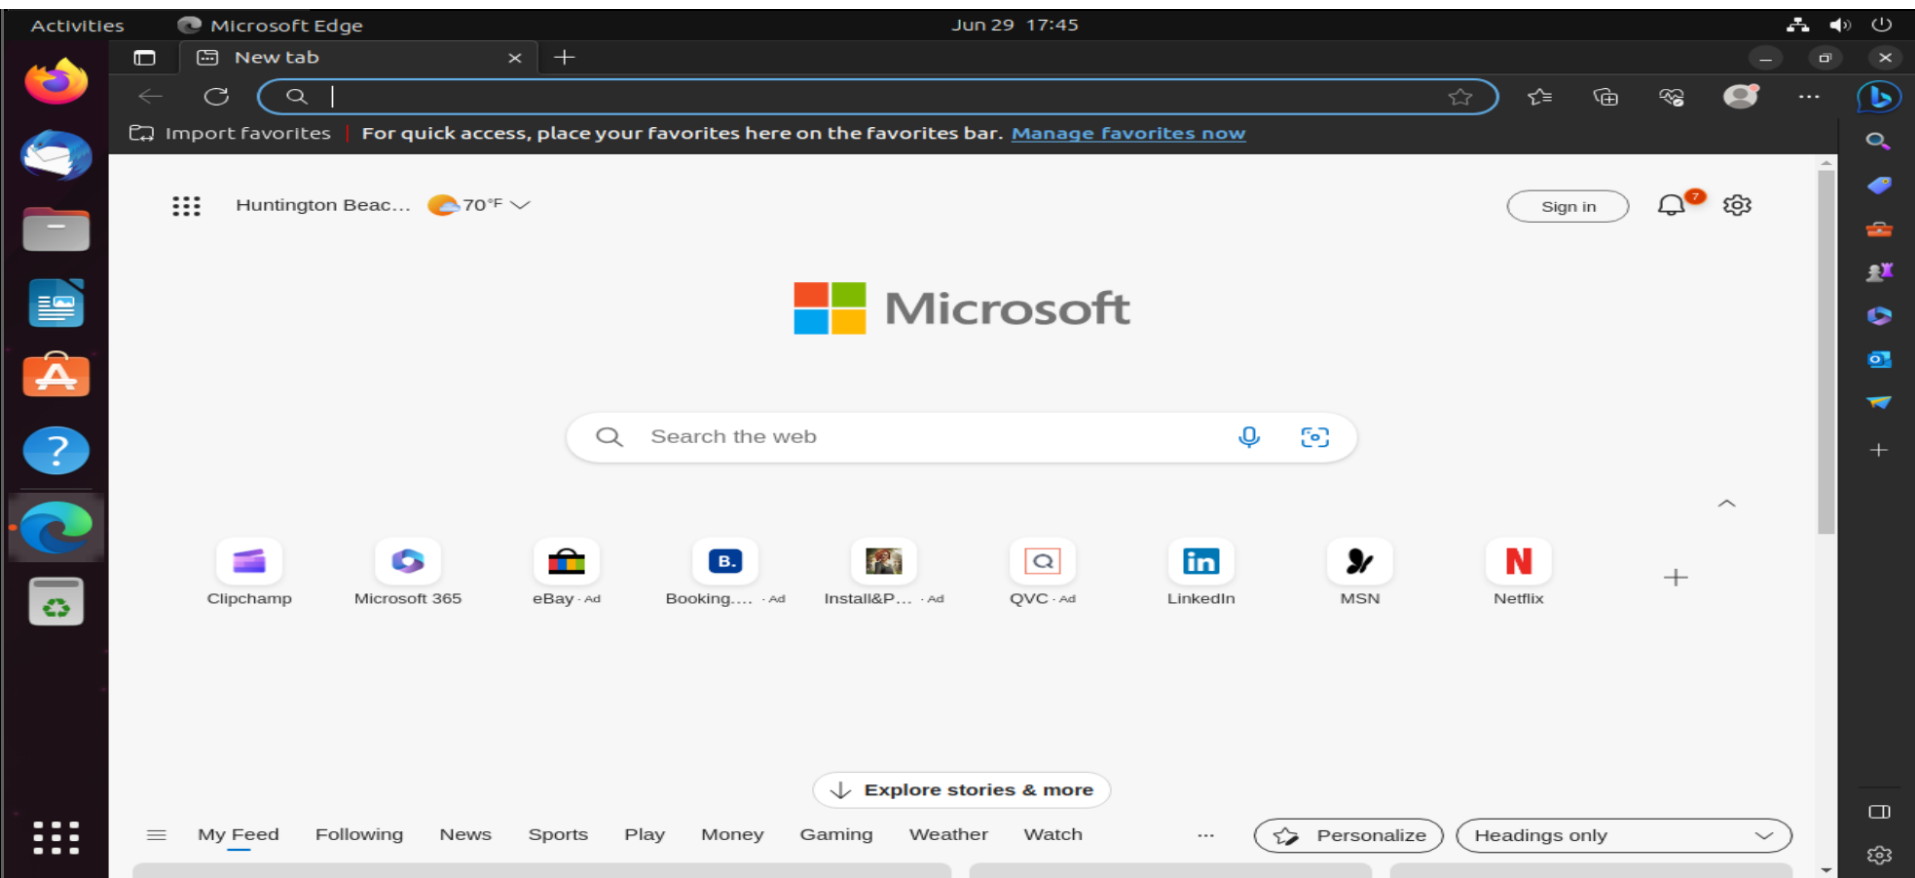 Activities Microsoft Edge Jun 29 17:45
New tab
Import favorites For quick access, place your favorites here on the favorites bar. Manage favorites now
Huntington Beac... 70°F Sign in 7
Microsoft
Search the web
B. in N
Clipchamp Microsoft 365 eBay · Ad Booking.... · Ad Install&P... · Ad QVC · Ad LinkedIn MSN Netflix
Explore stories & more
My Feed Following News Sports Play Money Gaming Weather Watch ... Personalize Headings only